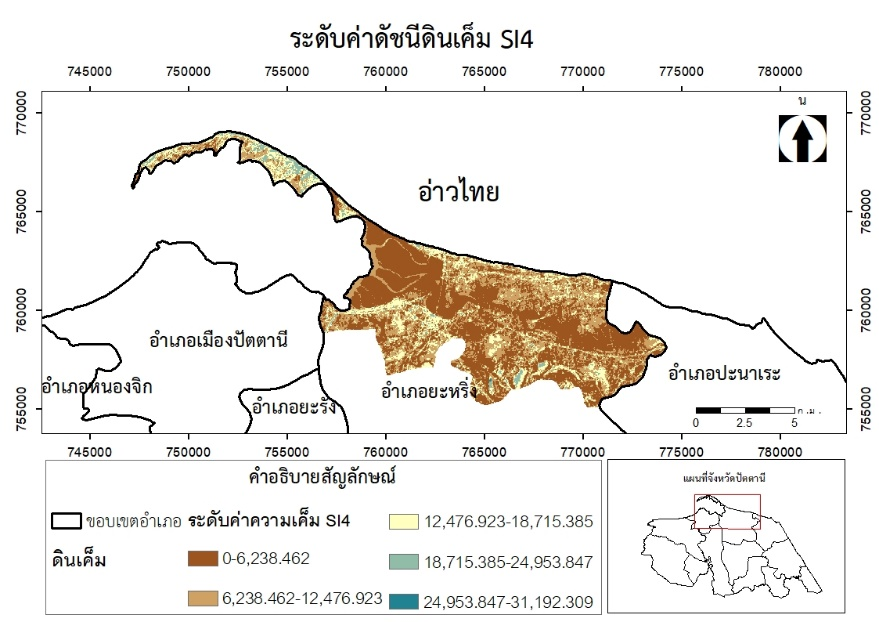 ระดับค่าดัชนีดินเค็ม SI4
745000 750000 755000 760000 765000 770000 775000 780000
770000 770000
น
อ่าวไทย
765000 765000
760000 760000
อำเภอเมืองปัตตานี
อำเภอปะนาเระ
อำเภอหนองจิก
อำเภอยะหริ่ง
อำเภอยะรัง
755000 755000
ก.ม.
0 2.5 5
745000 750000 755000 760000 765000 770000 775000 780000
คำอธิบายสัญลักษณ์
ขอบเขตอำเภอ ระดับค่าความเค็ม SI4
ดินเค็ม
0-6,238.462
6,238.462-12,476.923
12,476.923-18,715.385
18,715.385-24,953.847
24,953.847-31,192.309
แผนที่จังหวัดปัตตานี